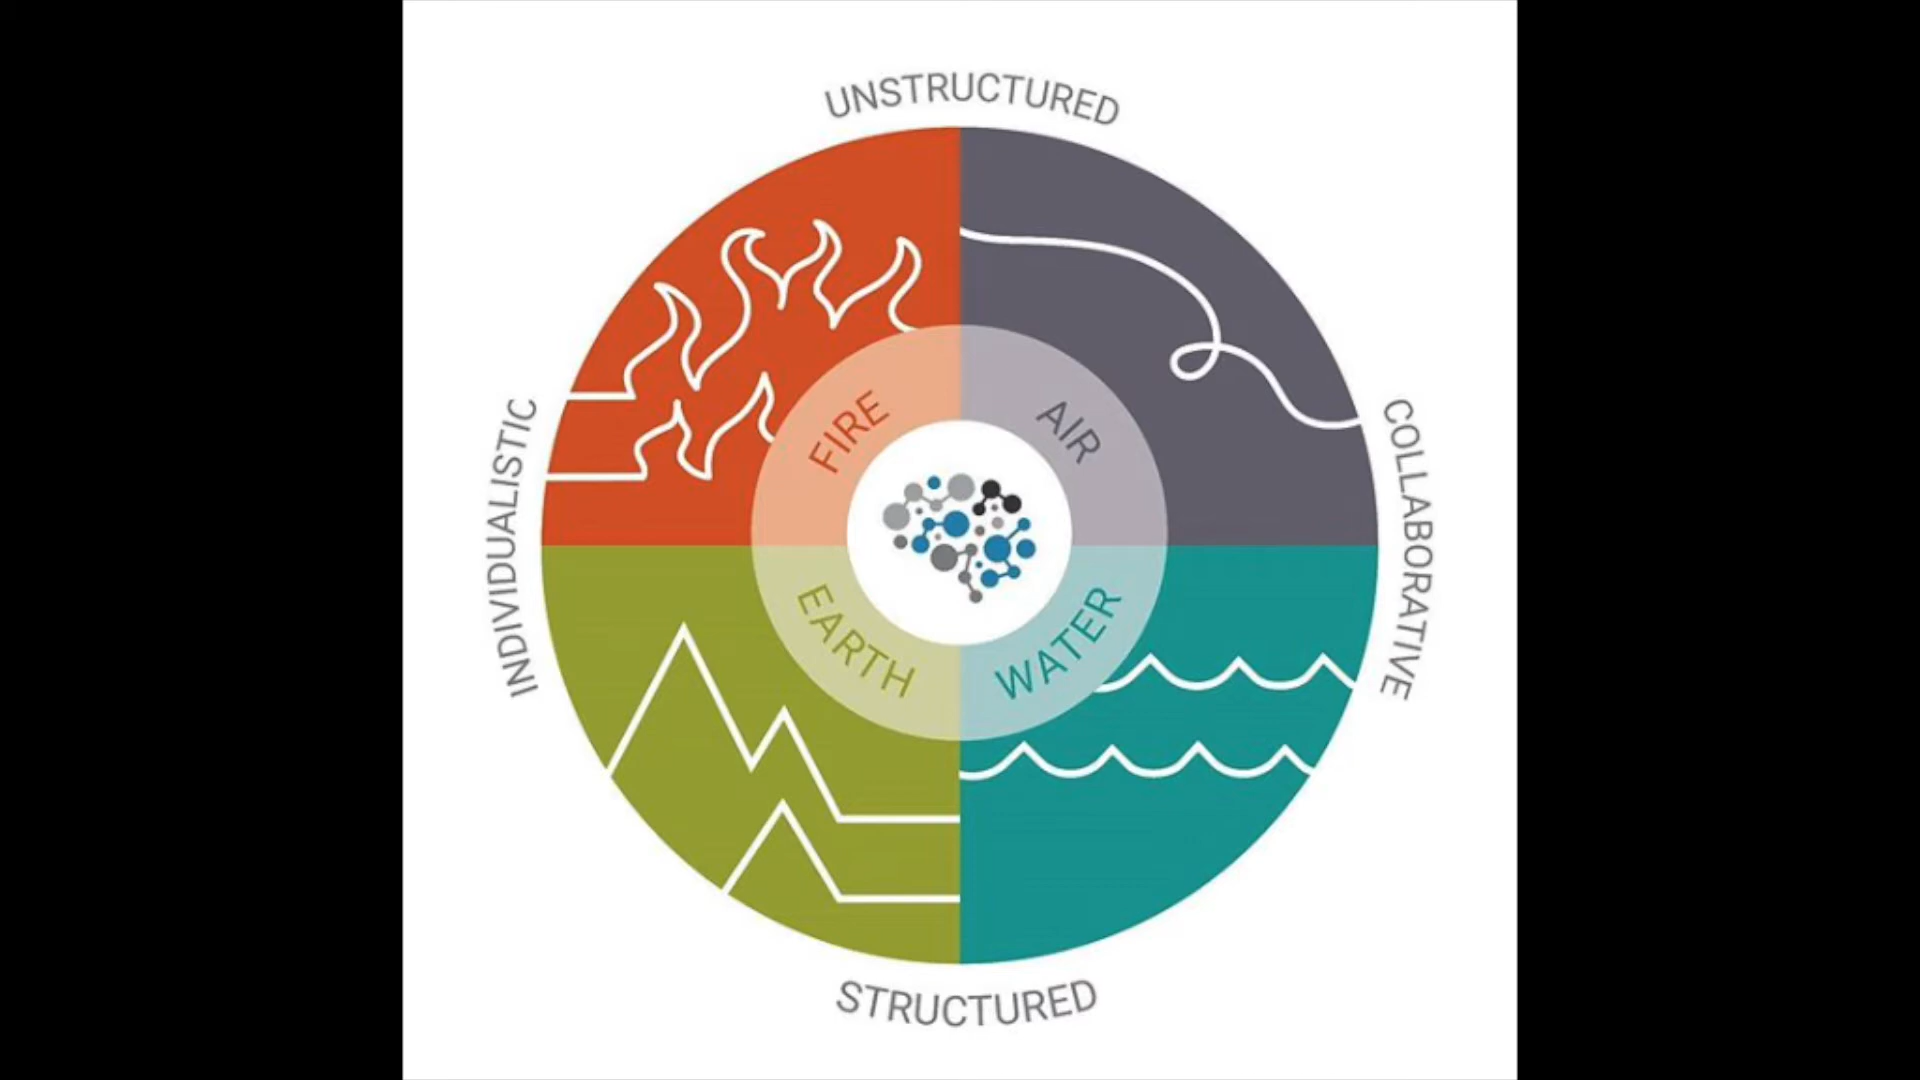 UNSTRUCTURED
INDIVIDUALISTIC
FIRE
AIR
COLLABORATIVE
EARTH
WATER
STRUCTURED